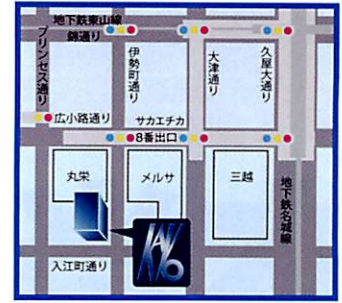 地下鉄東山線
錦通り
プリンセス通り
伊勢町通り
大津通り
久屋大通り
広小路通り
サカエチカ
8番出口
丸栄
メルサ
三越
地下鉄名城線
入江町通り